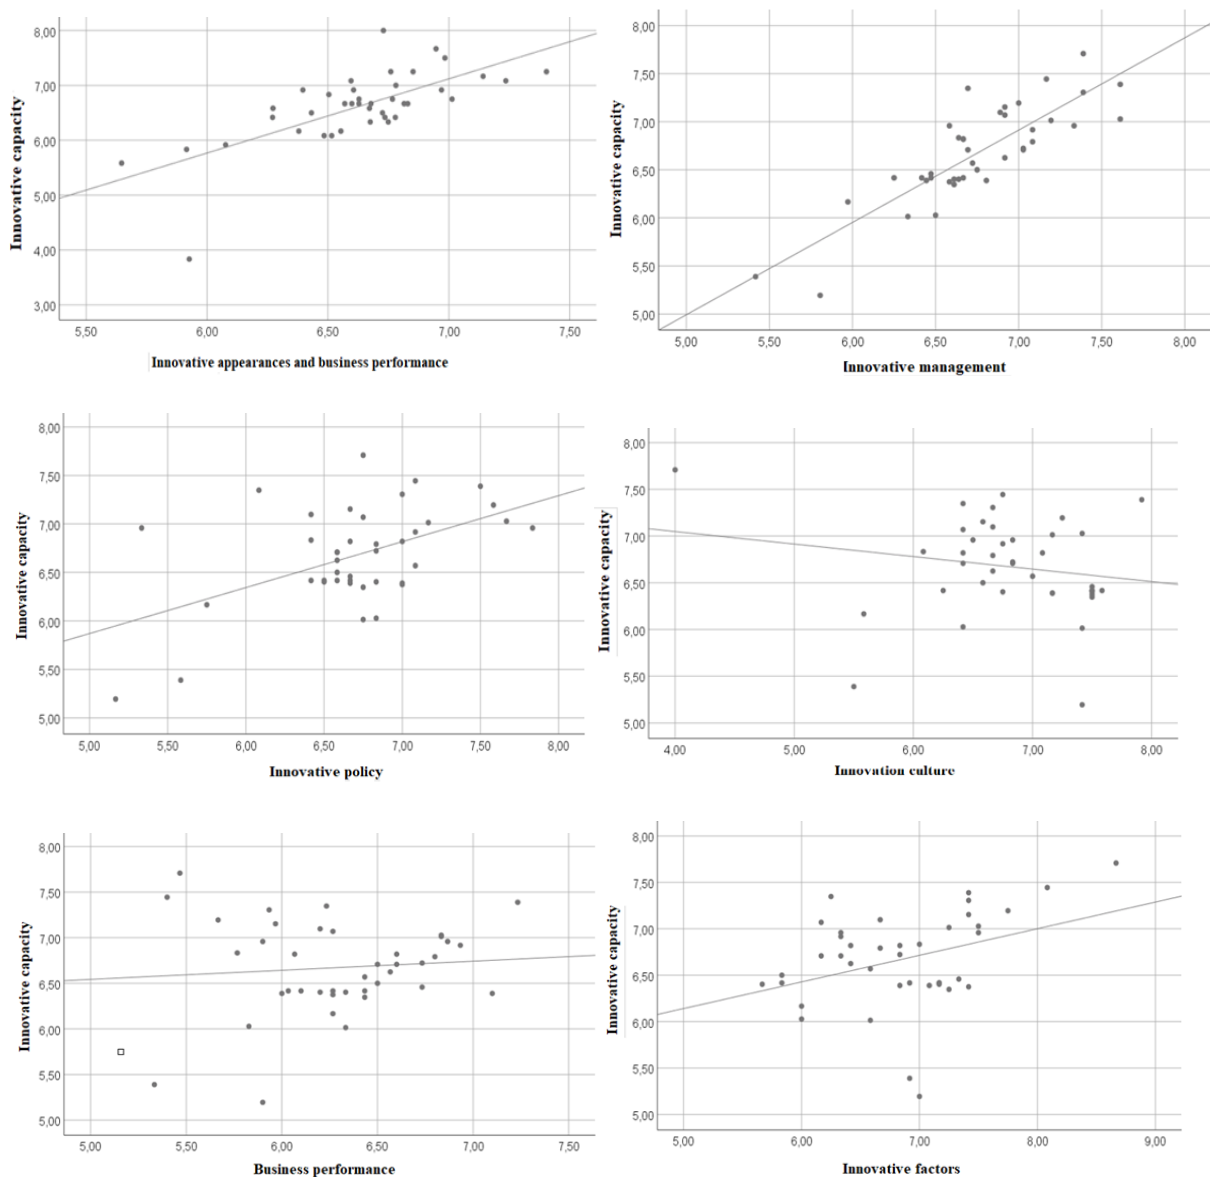 8,00
7,00
6,00
5,00
4,00
3,00
Innovative capacity
5,50 6,00 6,50 7,00 7,50
Innovative appearances and business performance
8,00
7,50
7,00
6,50
6,00
5,50
5,00
Innovative capacity
5,00 5,50 6,00 6,50 7,00 7,50 8,00
Innovative management
8,00
7,50
7,00
6,50
6,00
5,50
5,00
Innovative capacity
5,00 5,50 6,00 6,50 7,00 7,50 8,00
Innovative policy
8,00
7,50
7,00
6,50
6,00
5,50
5,00
Innovative capacity
4,00 5,00 6,00 7,00 8,00
Innovation culture
8,00
7,50
7,00
6,50
6,00
5,50
5,00
Innovative capacity
5,00 5,50 6,00 6,50 7,00 7,50
Business performance
8,00
7,50
7,00
6,50
6,00
5,50
5,00
Innovative capacity
5,00 6,00 7,00 8,00 9,00
Innovative factors